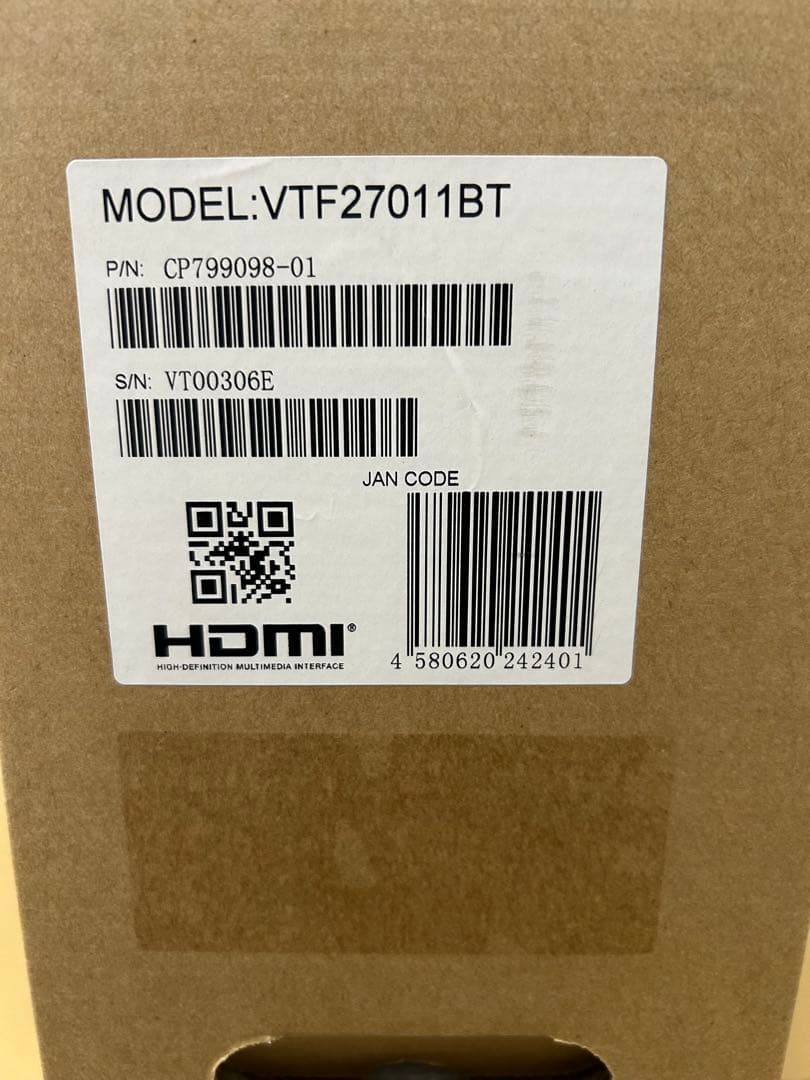 MODEL:VTF27011BT
P/N: CP799098-01
S/N: VT00306E
JAN CODE
HDMI®
HIGH-DEFINITION MULTIMEDIA INTERFACE
4 580620 242401